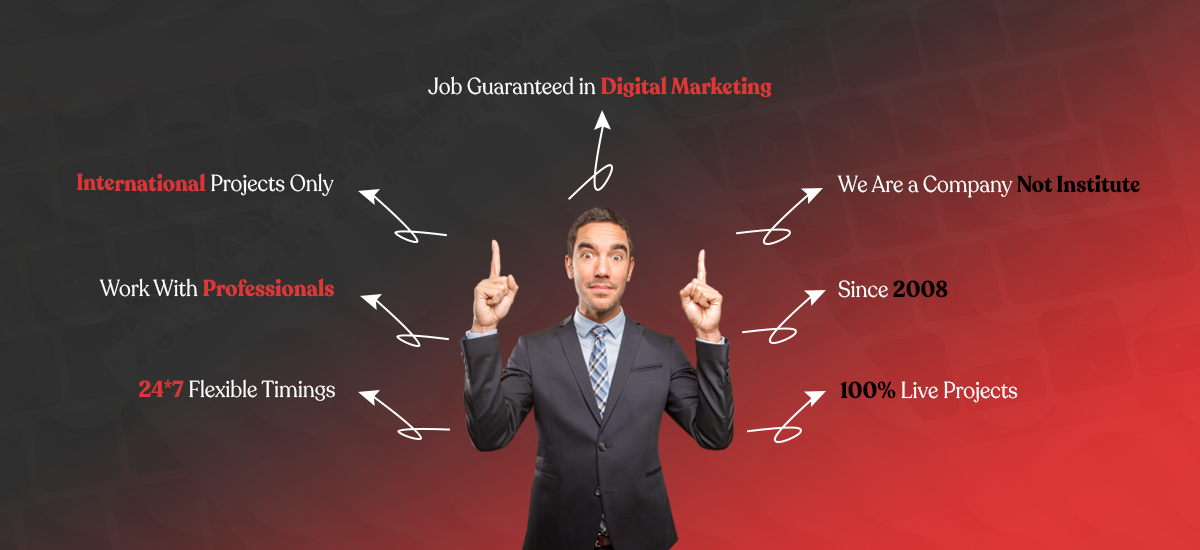 Job Guaranteed in Digital Marketing
International Projects Only
We Are a Company Not Institute
Work With Professionals
Since 2008
24*7 Flexible Timings
100% Live Projects